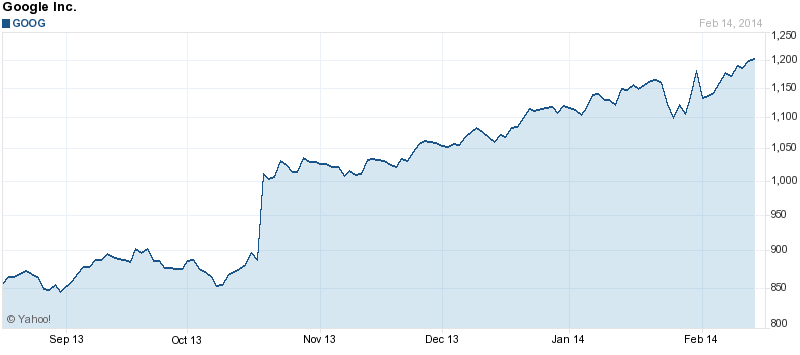 Google Inc.
GOOG
Feb 14, 2014
1,250
1,200
1,150
1,100
1,050
1,000
950
900
850
800
© Yahoo!
Sep 13
Oct 13
Nov 13
Dec 13
Jan 14
Feb 14